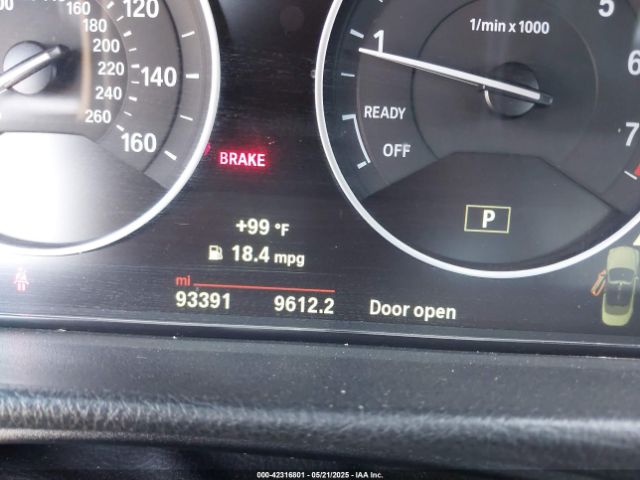 160
180
200
220
240
260
120
140
160
1/min x 1000
1
5
6
7
READY
OFF
BRAKE
P
+99 °F
18.4 mpg
mi
93391 9612.2
Door open
000-42316801 - 05/21/2025 - IAA Inc.